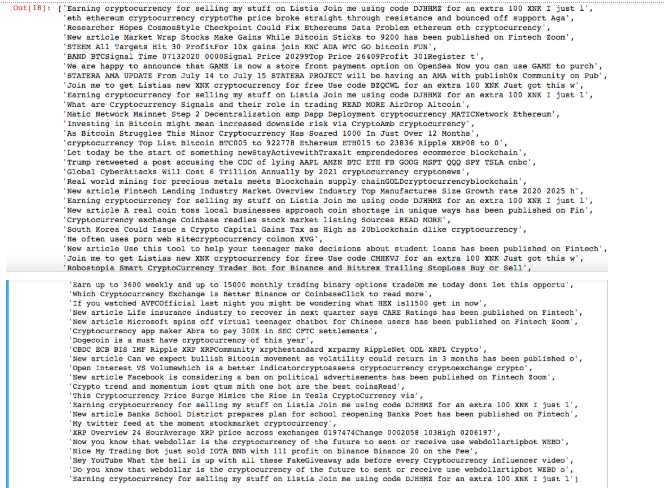 Out[18]: ['Earning cryptocurrency for selling my stuff on Listia Join me using code DJHHMZ for an extra 100 XNK I just l',
'eth ethereum cryptocurrency cryptoThe price broke straight through resistance and bounced off support Aga',
'Researcher Hopes CosmosStyle Checkpoint Could Fix Ethereums Data Problem ethereum eth cryptocurrency',
'New article Market Wrap Stocks Make Gains While Bitcoin Sticks to 9200 has been published on Fintech Zoom',
'STEEM All Targets Hit 30 ProfitFor 10x gains join KNC ADA WTC GO bitcoin FUN',
'BAND BTCSignal Time 07132020 0000Signal Price 20299Top Price 26409Profit 301Register t',
'We are happy to announce that GAME is now a store front payment option on OpenSea Now you can use GAME to purch',
'STATERA AMA UPDATE From July 14 to July 15 STATERA PROJECT will be having an AMA with publish0x Community on Pub',
'Join me to get Listias new XNK cryptocurrency for free Use code BZQCWL for an extra 100 XNK Just got this w',
'Earning cryptocurrency for selling my stuff on Listia Join me using code DJHHMZ for an extra 100 XNK I just l',
'What are Cryptocurrency Signals and their role in trading READ MORE AirDrop Altcoin',
'Matic Network Mainnet Step 2 Decentralization amp Dapp Deployment cryptocurrency MATICNetwork Ethereum',
'Investing in Bitcoin might mean increased downside risk via CryptoAmb cryptocurrency',
'As Bitcoin Struggles This Minor Cryptocurrency Has Soared 1000 In Just Over 12 Months',
'cryptocurrency Top List Bitcoin BTC005 to 922778 Ethereum ETH015 to 23836 Ripple XRP08 to 0',
'Let today be the start of something newStayActivewithTraxalt emprendedores ecommerce blockchain',
'Trump retweeted a post accusing the CDC of lying AAPL AMZN BTC ETH FB GOOG MSFT QQQ SPY TSLA cnbc',
'Global CyberAttacks Will Cost 6 Trillion Annually by 2021 cryptocurrency cryptonews',
'Real world mining for precious metals meets Blockchain supply chainGOLDcryptocurrencyblockchain',
'New article Fintech Lending Industry Market Overview Industry Top Manufactures Size Growth rate 2020 2025 h',
'Earning cryptocurrency for selling my stuff on Listia Join me using code DJHHMZ for an extra 100 XNK I just l',
'New article A real coin toss local businesses approach coin shortage in unique ways has been published on Fin',
'Cryptocurrency exchange Coinbase readies stock market listing Sources READ MORE',
'South Korea Could Issue a Crypto Capital Gains Tax as High as 20blockchain dlike cryptocurrency',
'He often uses porn web sitecryptocurrency coimon XVG',
'New article Use this tool to help your teenager make decisions about student loans has been published on Fintech',
'Join me to get Listias new XNK cryptocurrency for free Use code CMHKVJ for an extra 100 XNK Just got this w',
'Robostopia Smart CryptoCurrency Trader Bot for Binance and Bittrex Trailing StopLoss Buy or Sell',
'Earn up to 3600 weekly and up to 15000 monthly trading binary options tradeDm me today dont let this opportu',
'Which Cryptocurrency Exchange is Better Binance or CoinbaseClick to read more',
'If you watched AVFCOfficial last night you might be wondering what HEX is11500 get in now',
'New article Life insurance industry to recover in next quarter says CARE Ratings has been published on Fintech',
'New article Microsoft spins off virtual teenager chatbot for Chinese users has been published on Fintech Zoom',
'Cryptocurrency app maker Abra to pay 300K in SEC CFTC settlements',
'Dogecoin is a must have cryptocurrency of this year',
'CBDC ECB BIS IMF Ripple XRP XRPCommunity xrpthestandard xrparmy RippleNet ODL XRPL Crypto',
'New article Can we expect bullish Bitcoin movement as volatility could return in 3 months has been published o',
'Open Interest VS Volumewhich is a better indicatorcryptoassets cryptocurrency cryptoexchange crypto',
'New article Facebook is considering a ban on political advertisements has been published on Fintech Zoom',
'Crypto trend and momentum iost qtum mith one hot are the best coinsRead',
'This Cryptocurrency Price Surge Mimics the Rise in Tesla CryptoCurrency via',
'Earning cryptocurrency for selling my stuff on Listia Join me using code DJHHMZ for an extra 100 XNK I just l',
'New article Banks School District prepares plan for school reopening Banks Post has been published on Fintech',
'My twitter feed at the moment stockmarket cryptocurrency',
'XRP Overview 24 HourAverage XRP price across exchanges 0197474Change 0002058 103High 0206197',
'Now you know that webdollar is the cryptocurrency of the future to sent or receive use webdollartipbot WEBD',
'Nice My Trading Bot just sold IOTA BNB with 111 profit on binance Binance 20 on the Fee',
'Hey YouTube What the hell is up with all these FakeGiveaway ads before every Cryptocurrency influencer video',
'Do you know that webdollar is the cryptocurrency of the future to sent or receive use webdollartipbot WEBD o',
'Earning cryptocurrency for selling my stuff on Listia Join me using code DJHHMZ for an extra 100 XNK I just l']